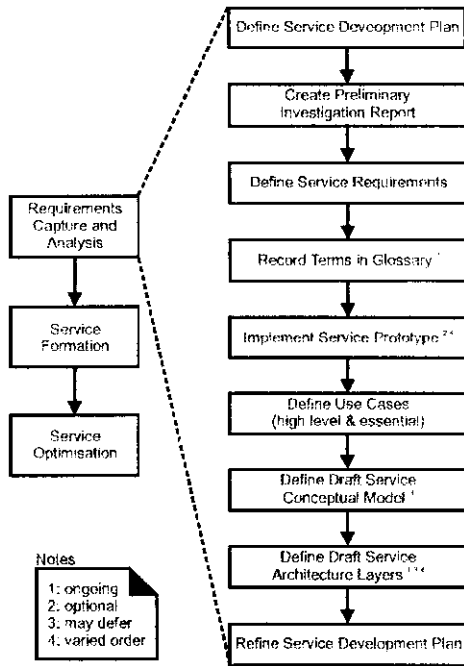 Define Service Deveopment Plan
Create Preliminary
Investigation Report
Define Service Requirements
Record Terms in Glossary
Implement Service Prototype
Define Use Cases
(high level & essential)
Define Draft Service
Conceptual Model
Define Draft Service
Architecture Layers
Refine Service Development Plan
Requirements
Capture and
Analysis
Service
Formation
Service
Optimisation
Notes
1: ongoing
2: optional
3: may defer
4: varied order